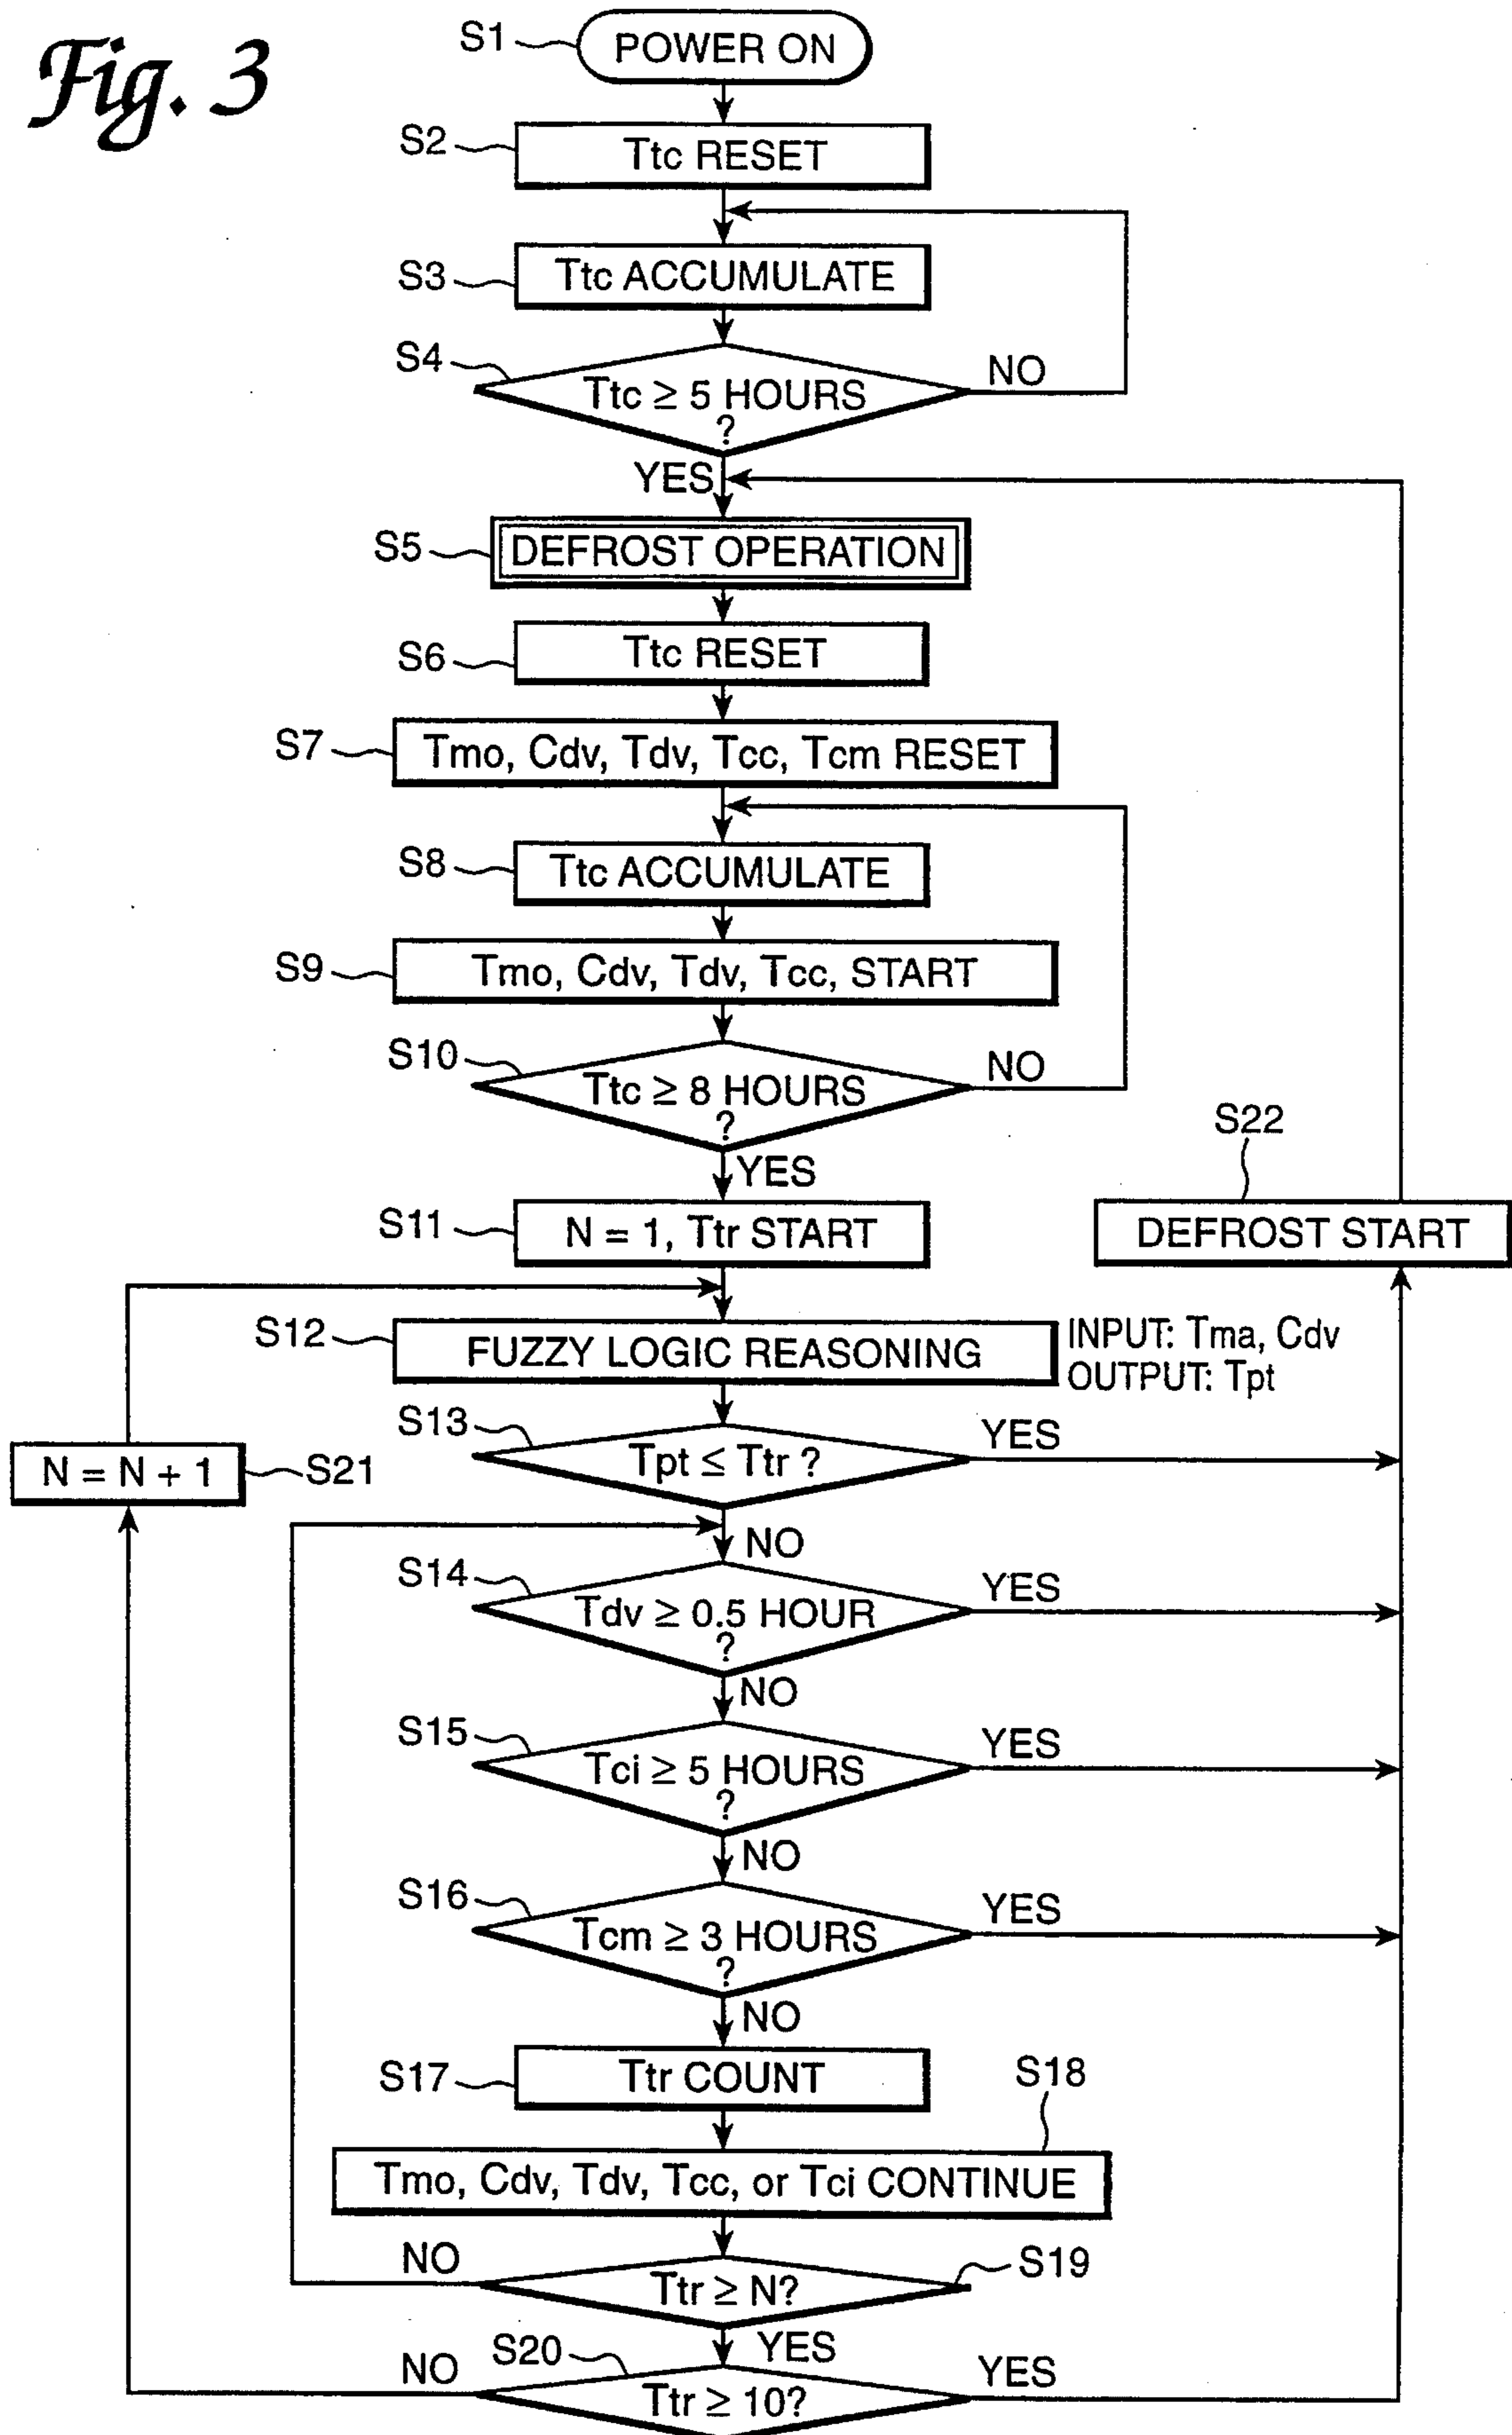 Fig. 3
S1
POWER ON
S2
Ttc RESET
S3
Ttc ACCUMULATE
S4
Ttc ≥ 5 HOURS
?
NO
YES
S5
DEFROST OPERATION
S6
Ttc RESET
S7
Tmo, Cdv, Tdv, Tcc, Tcm RESET
S8
Ttc ACCUMULATE
S9
Tmo, Cdv, Tdv, Tcc, START
S10
Ttc ≥ 8 HOURS
?
NO
YES
S22
DEFROST START
S11
N = 1, Ttr START
S12
FUZZY LOGIC REASONING
INPUT: Tma, Cdv
OUTPUT: Tpt
S13
Tpt ≤ Ttr ?
YES
N = N + 1
S21
NO
S14
Tdv ≥ 0.5 HOUR
?
YES
NO
S15
Tci ≥ 5 HOURS
?
YES
NO
S16
Tcm ≥ 3 HOURS
?
YES
NO
S17
Ttr COUNT
S18
Tmo, Cdv, Tdv, Tcc, or Tci CONTINUE
NO
Ttr ≥ N?
S19
YES
S20
NO
Ttr ≥ 10?
YES